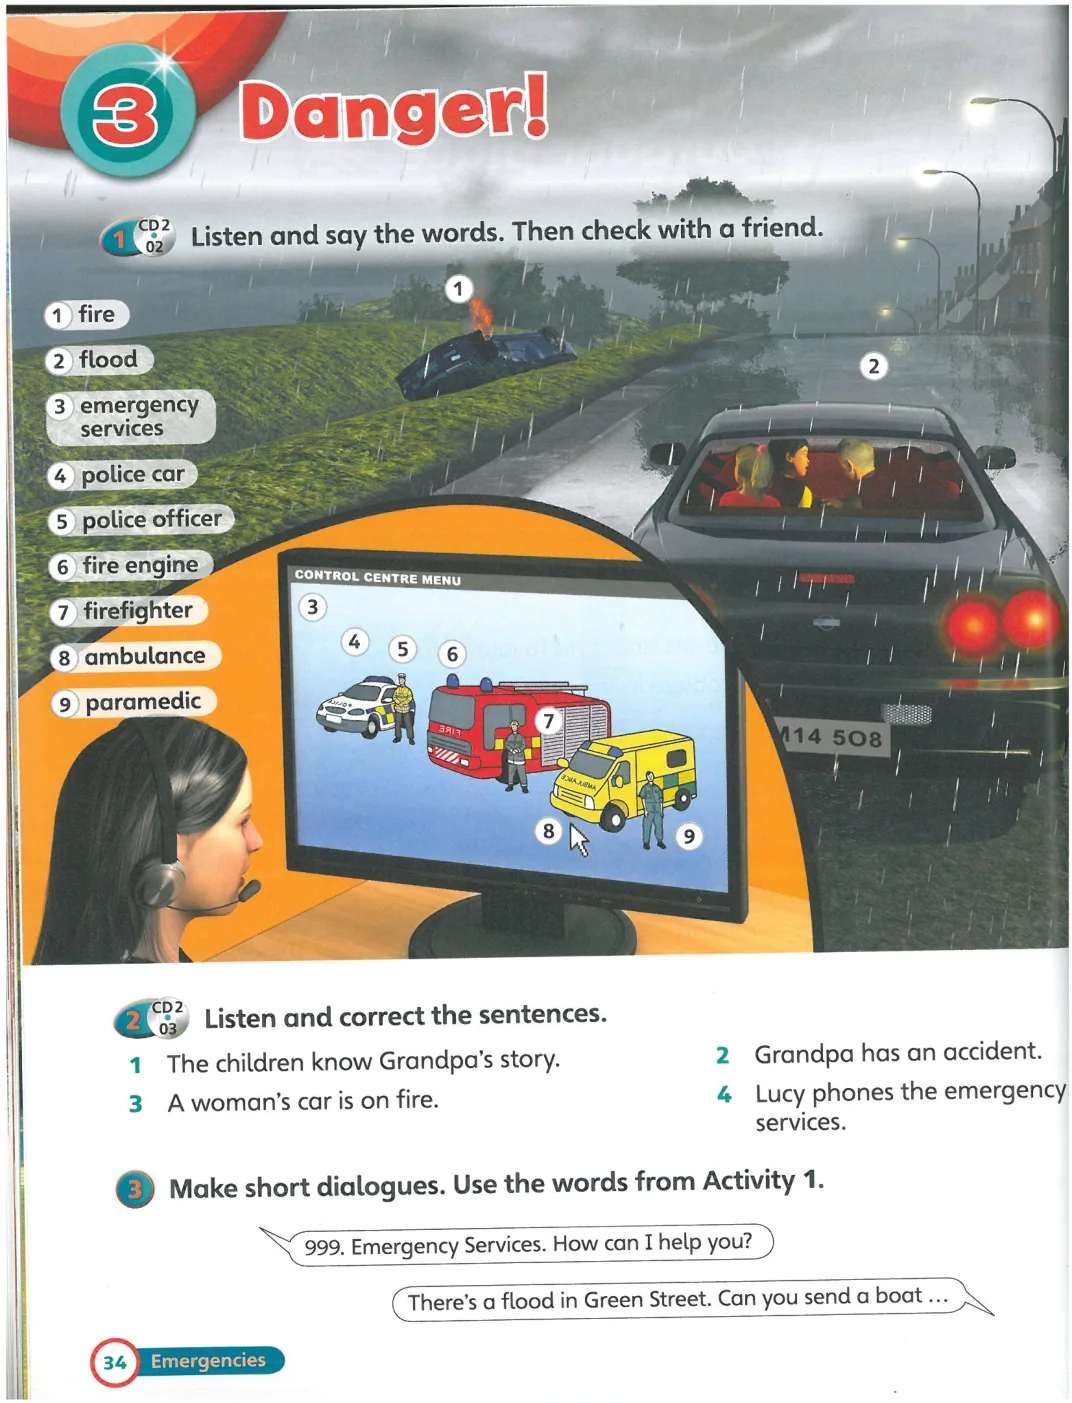 3
Danger!
1 CD2 02 Listen and say the words. Then check with a friend.
1 fire
2 flood
3 emergency
services
4 police car
5 police officer
6 fire engine
7 firefighter
8 ambulance
9 paramedic
1
2
CONTROL CENTRE MENU
3
4
5
6
7
8
9
POLICE
FIRE
AMBULANCE
M14 508
2 CD2 03 Listen and correct the sentences.
1 The children know Grandpa's story.
2 Grandpa has an accident.
3 A woman's car is on fire.
4 Lucy phones the emergency
services.
3 Make short dialogues. Use the words from Activity 1.
999. Emergency Services. How can I help you?
There's a flood in Green Street. Can you send a boat ...
34 Emergencies